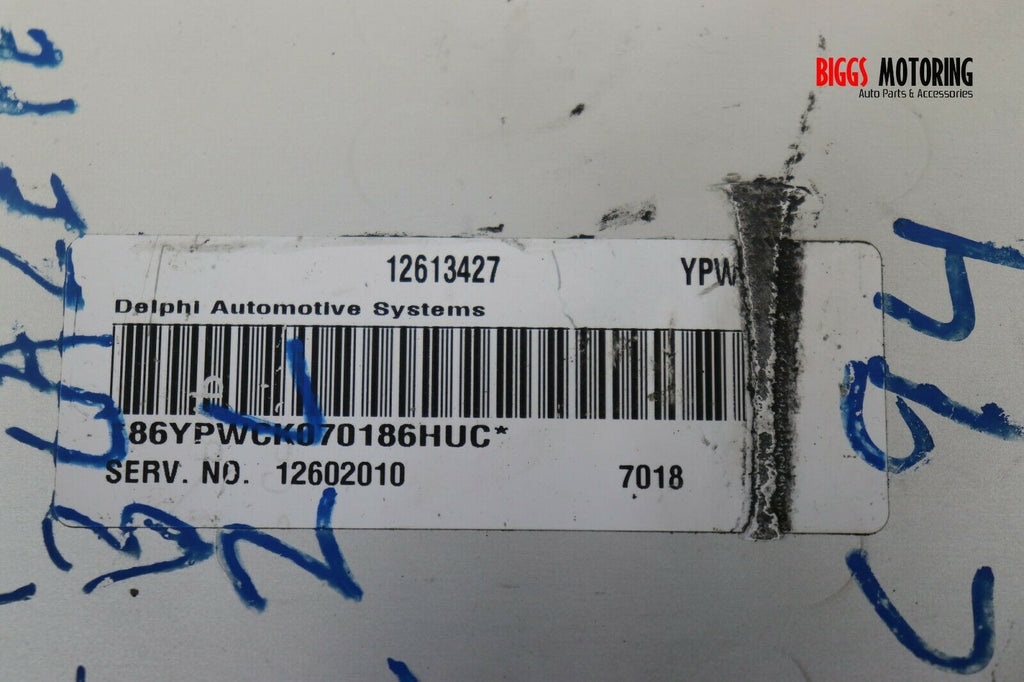 BIGGS MOTORING
Auto Parts & Accessories
12613427 YPW
Delphi Automotive Systems
86YPWCK070186HUC*
SERV. NO. 12602010 7018